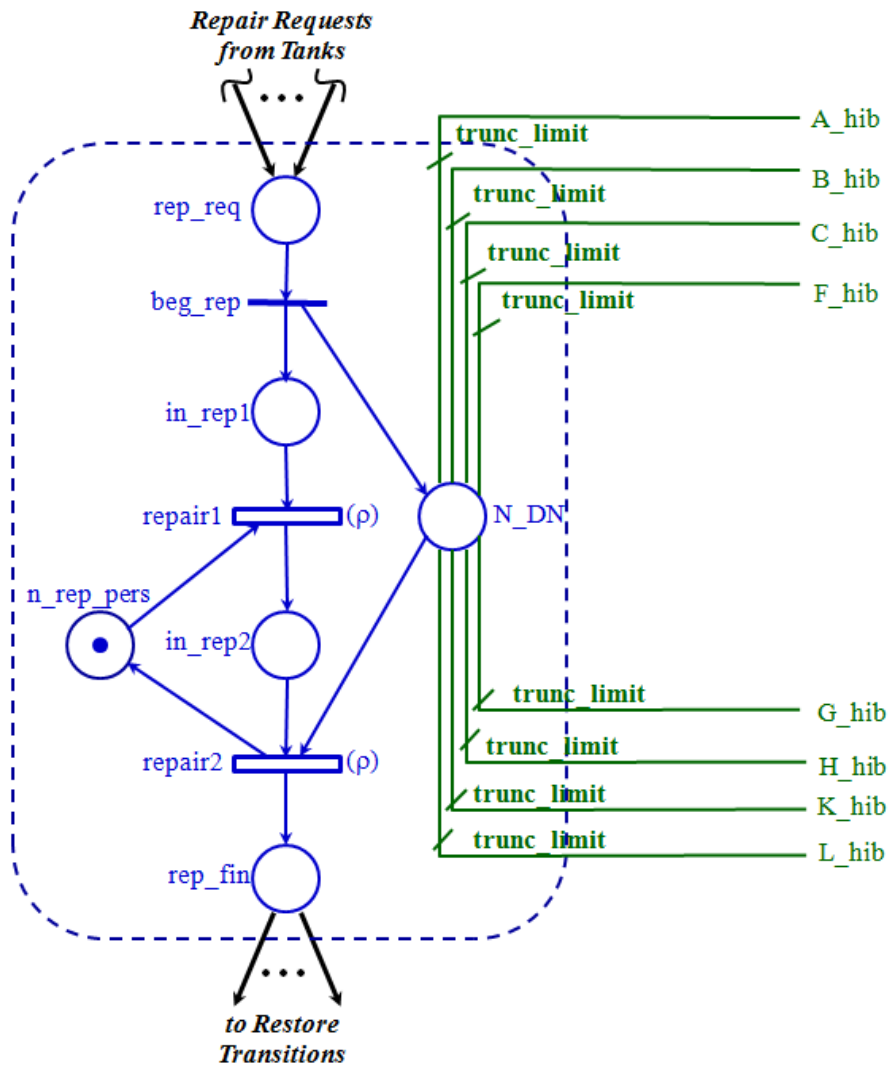 Repair Requests
from Tanks
A_hib
trunc_limit
B_hib
trunc_limit
rep_req
C_hib
trunc_limit
F_hib
beg_rep
trunc_limit
in_rep1
repair1
(ρ)
N_DN
n_rep_pers
in_rep2
trunc_limit
G_hib
trunc_limit
repair2
(ρ)
H_hib
trunc_limit
K_hib
trunc_limit
L_hib
rep_fin
to Restore
Transitions